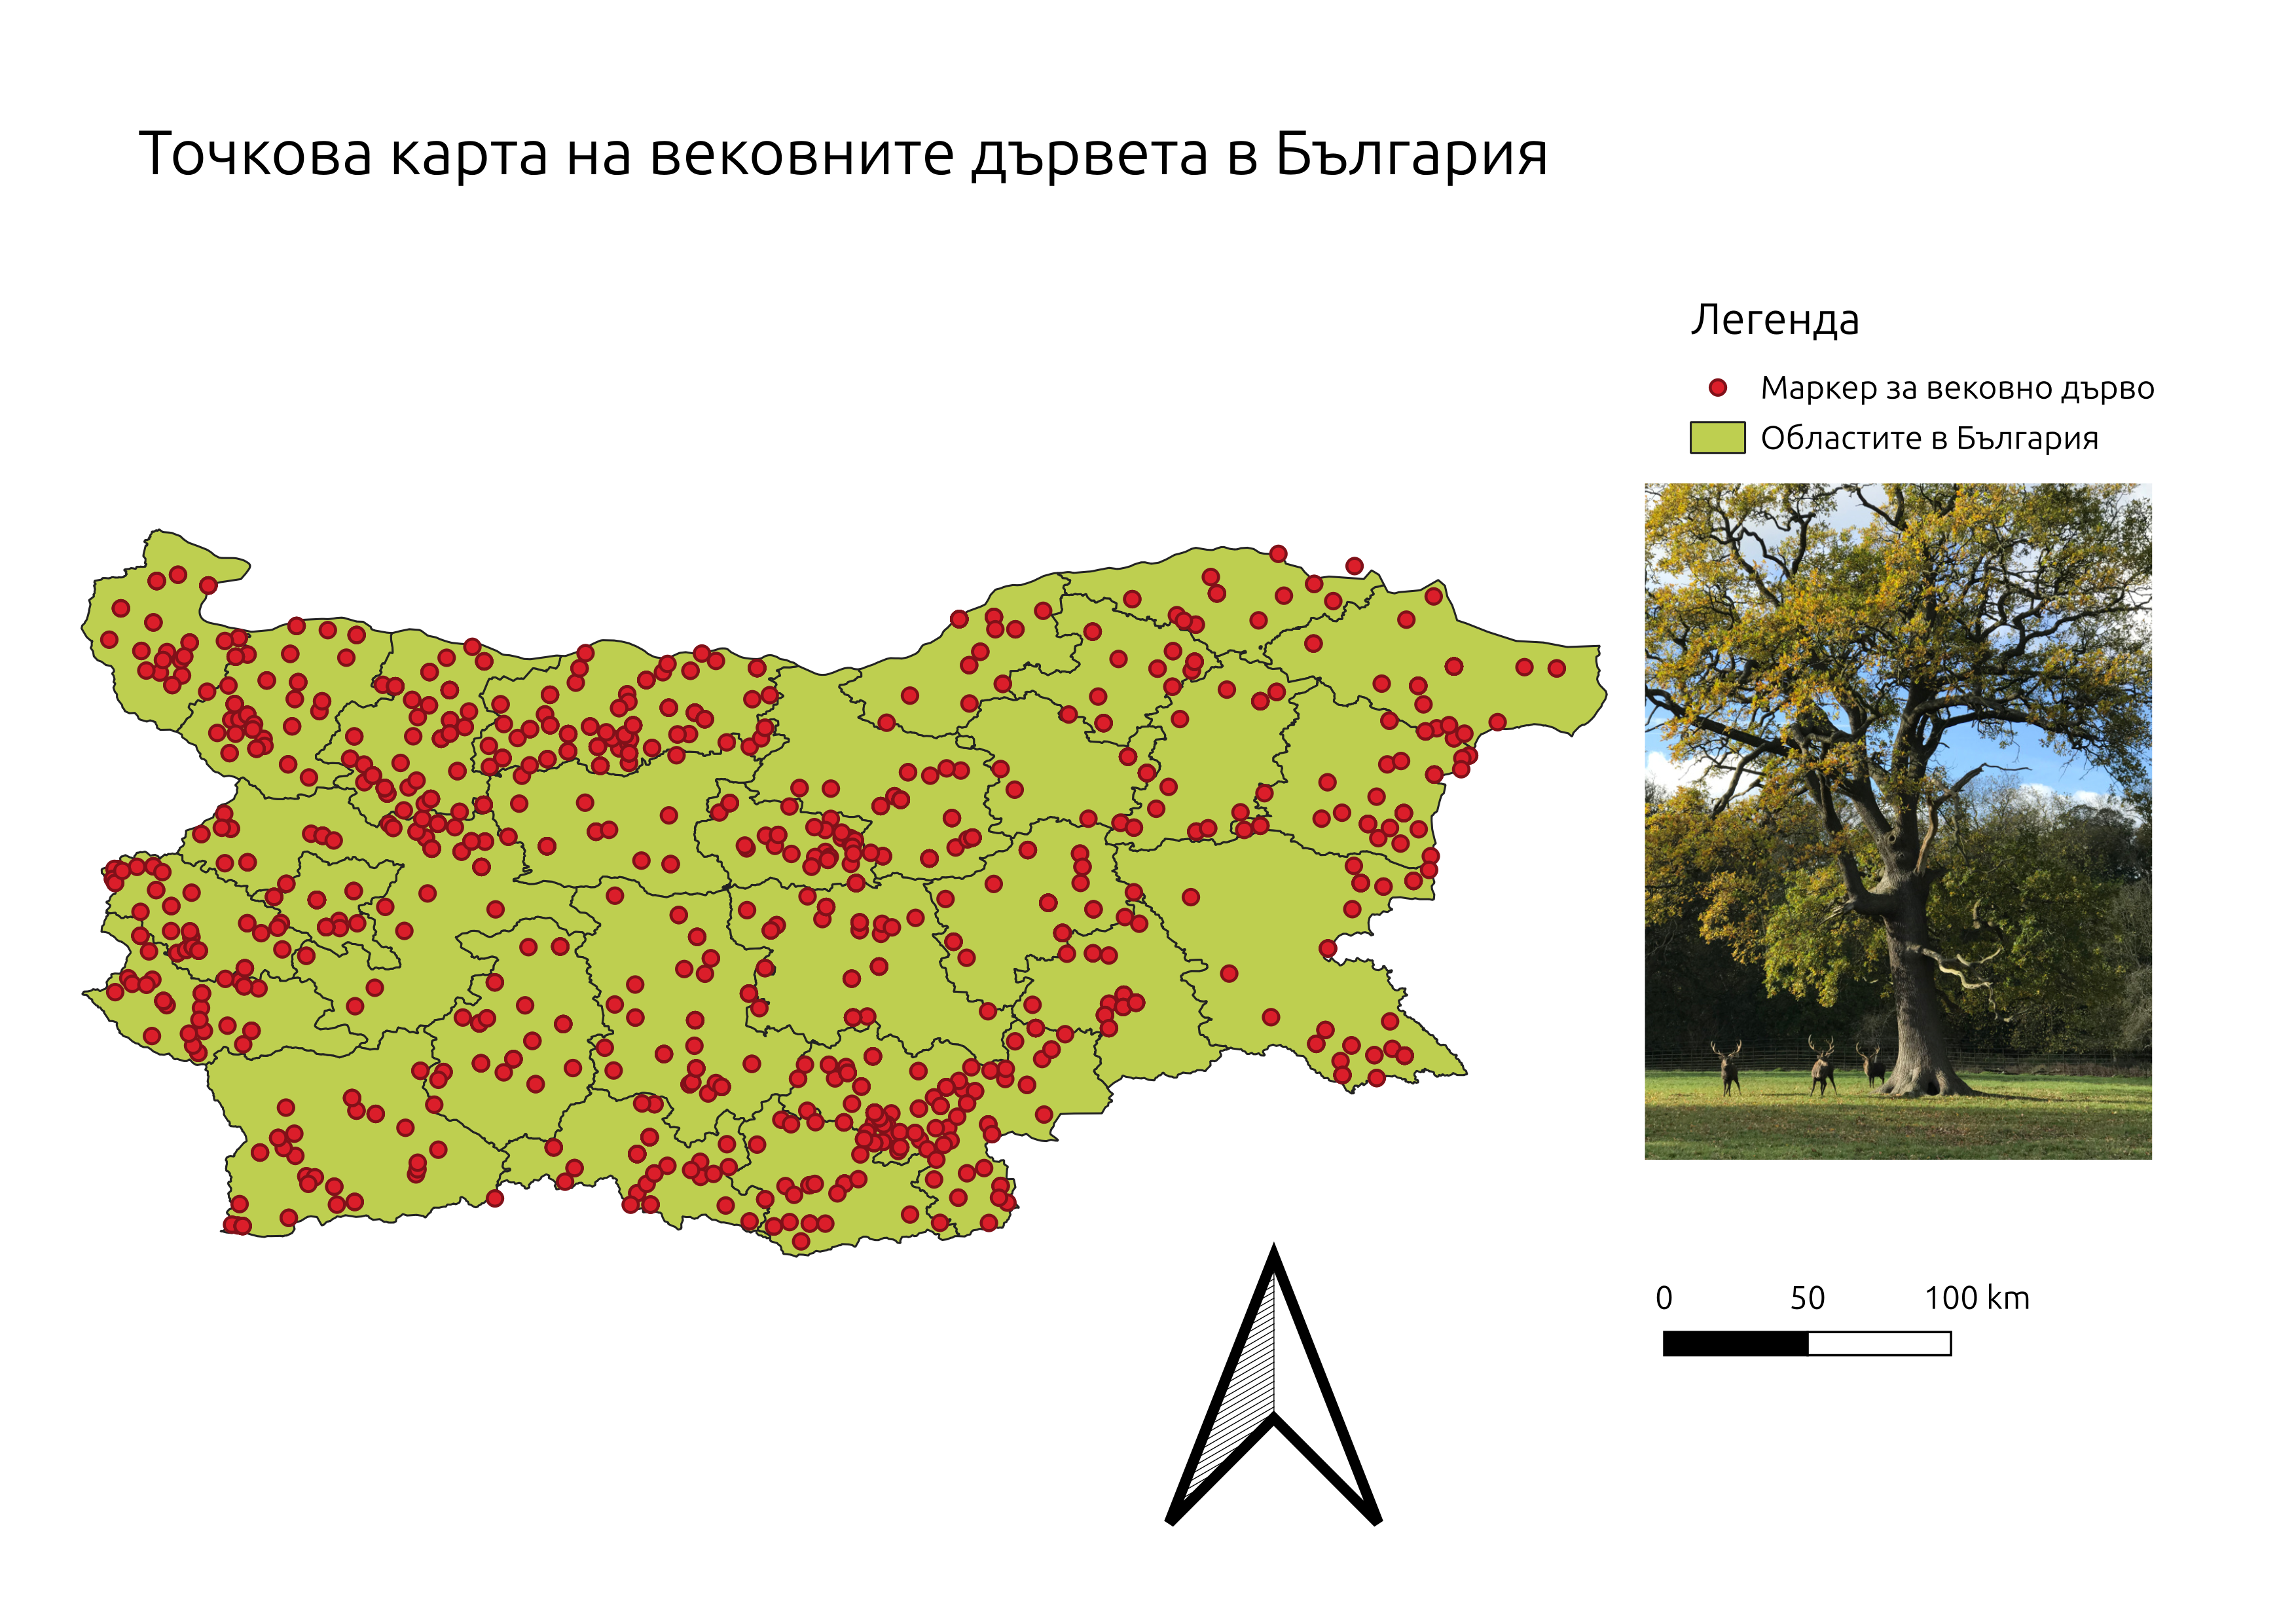 Точкова карта на вековните дървета в България
Легенда
Маркер за вековно дърво
Областите в България
0 50 100 km